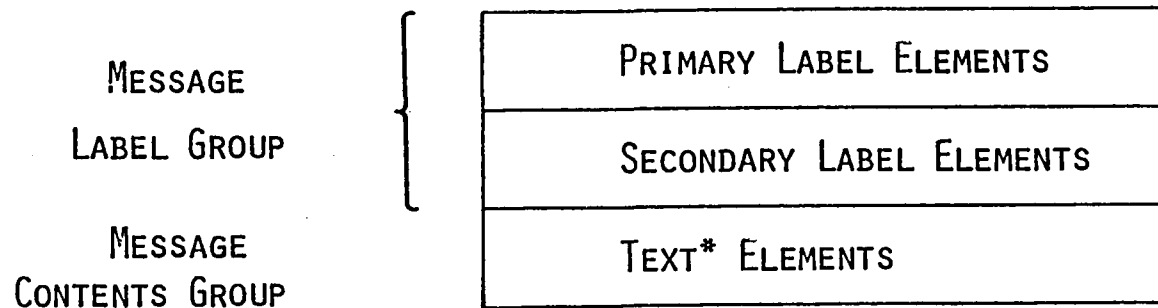 MESSAGE
LABEL GROUP
PRIMARY LABEL ELEMENTS
SECONDARY LABEL ELEMENTS
MESSAGE
CONTENTS GROUP
TEXT* ELEMENTS